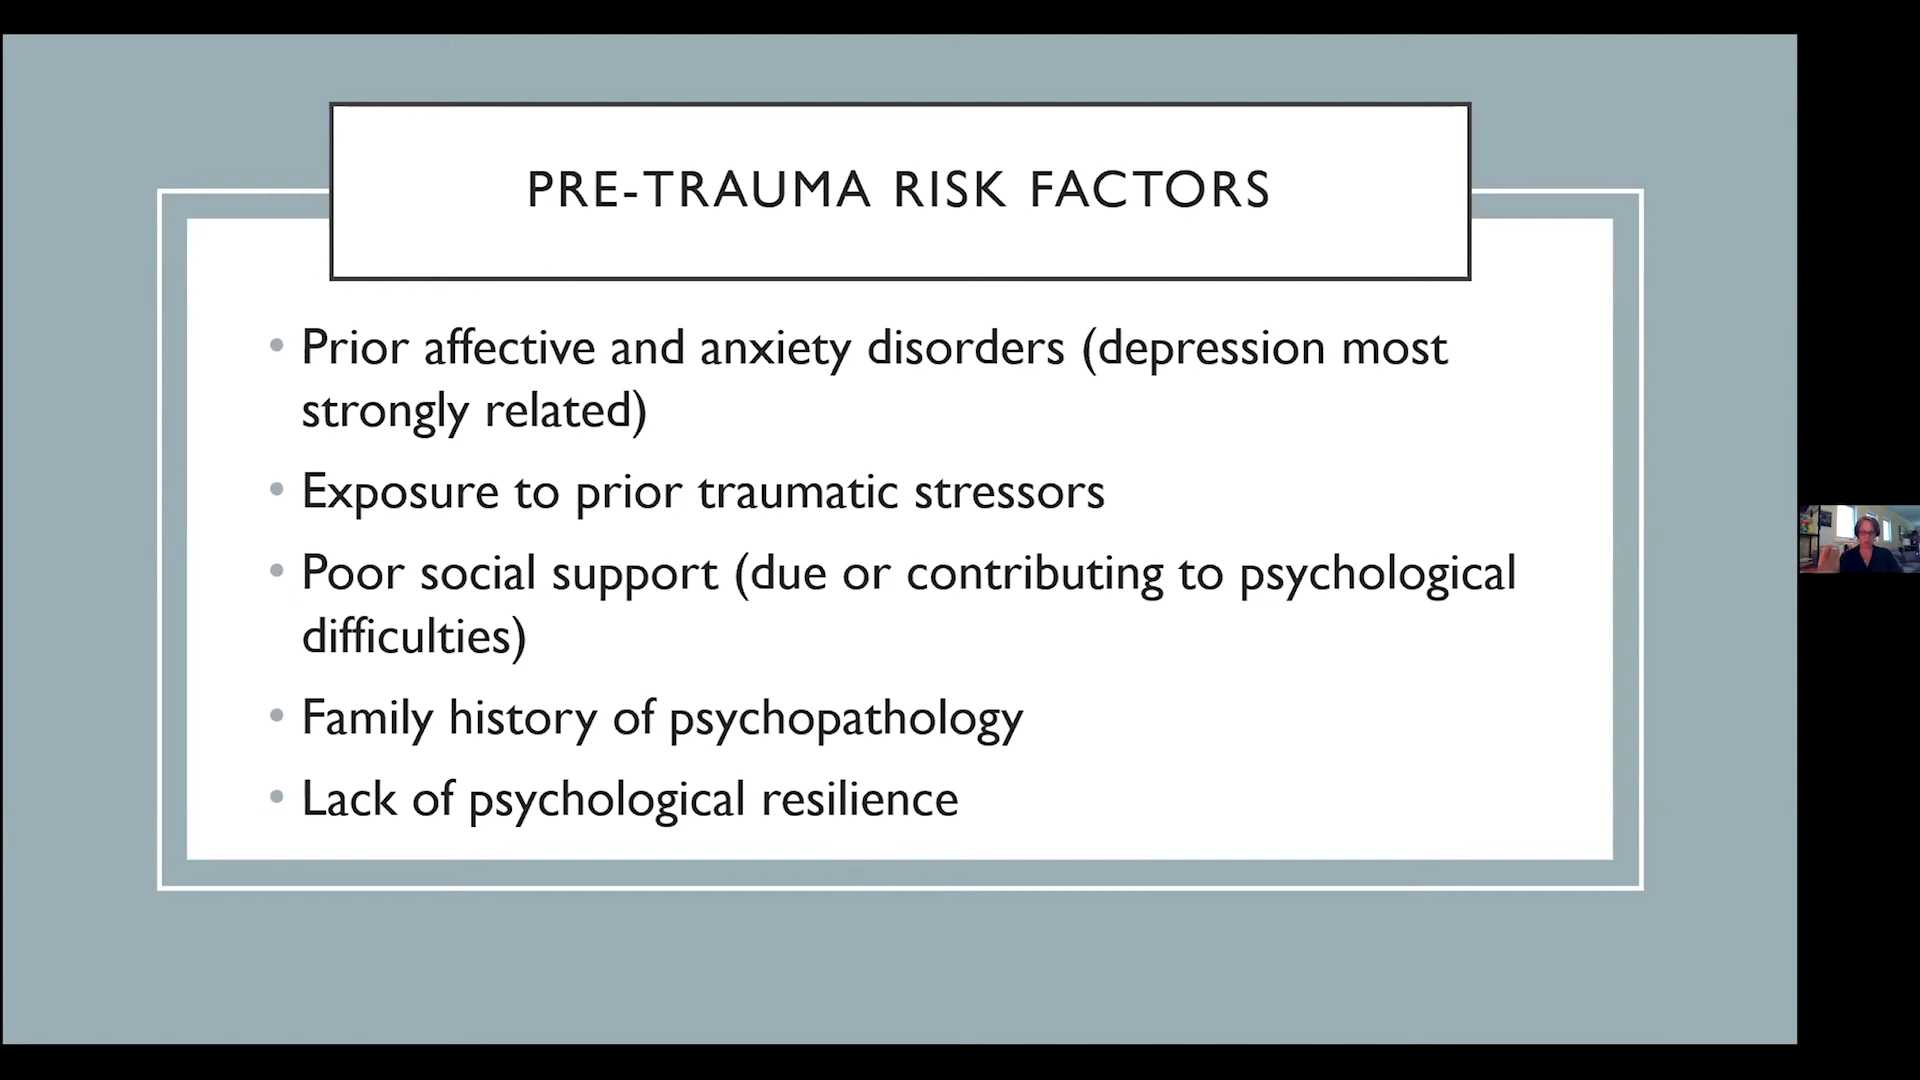 PRE-TRAUMA RISK FACTORS
• Prior affective and anxiety disorders (depression most
strongly related)
• Exposure to prior traumatic stressors
• Poor social support (due or contributing to psychological
difficulties)
• Family history of psychopathology
• Lack of psychological resilience